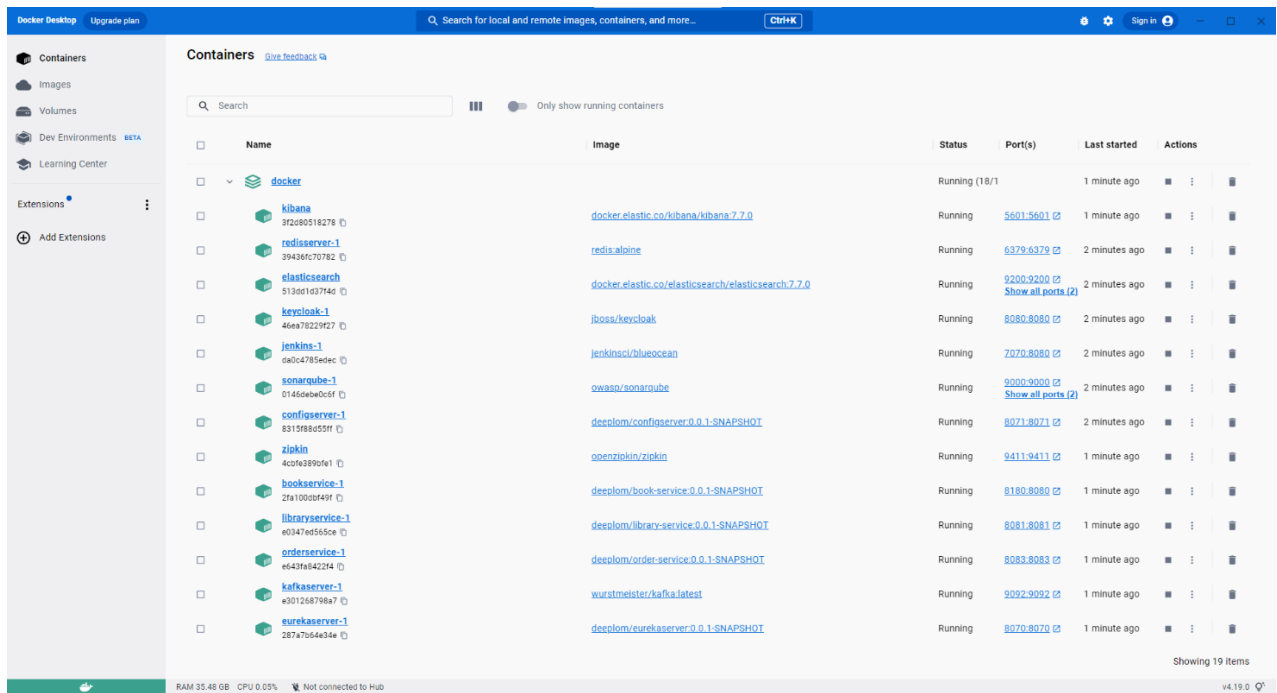 Docker Desktop Upgrade plan Search for local and remote images, containers, and more... Ctrl+K Sign in
Containers
Images
Volumes
Dev Environments BETA
Learning Center
Extensions
Add Extensions
Containers Give feedback
Search Only show running containers
Name Image Status Port(s) Last started Actions
docker Running (18/1 1 minute ago
kibana
3f2d80518278 docker.elastic.co/kibana/kibana:7.7.0 Running 5601:5601 1 minute ago
redisserver-1
39436fc70782 redis:alpine Running 6379:6379 2 minutes ago
elasticsearch
513dd1d37f4d docker.elastic.co/elasticsearch/elasticsearch:7.7.0 Running 9200:9200 2 minutes ago
Show all ports (2)
keycloak-1
46ea78229f27 jboss/keycloak Running 8080:8080 2 minutes ago
jenkins-1
da0c4785edec jenkinsci/blueocean Running 7070:8080 2 minutes ago
sonarqube-1
0146debe0c6f owasp/sonarqube Running 9000:9000 2 minutes ago
Show all ports (2)
configserver-1
8315f88d55ff deeplom/configserver:0.0.1-SNAPSHOT Running 8071:8071 2 minutes ago
zipkin
4cbfe389bfe1 openzipkin/zipkin Running 9411:9411 1 minute ago
bookservice-1
2fa100dbf49f deeplom/book-service:0.0.1-SNAPSHOT Running 8180:8080 1 minute ago
libraryservice-1
e0347ed565ce deeplom/library-service:0.0.1-SNAPSHOT Running 8081:8081 1 minute ago
orderservice-1
e643fa8422f4 deeplom/order-service:0.0.1-SNAPSHOT Running 8083:8083 1 minute ago
kafkaserver-1
e301268798a7 wurstmeister/kafka:latest Running 9092:9092 1 minute ago
eurekaserver-1
287a7b64e34e deeplom/eurekaserver:0.0.1-SNAPSHOT Running 8070:8070 1 minute ago
Showing 19 items
RAM 35.48 GB CPU 0.05% Not connected to Hub v4.19.0